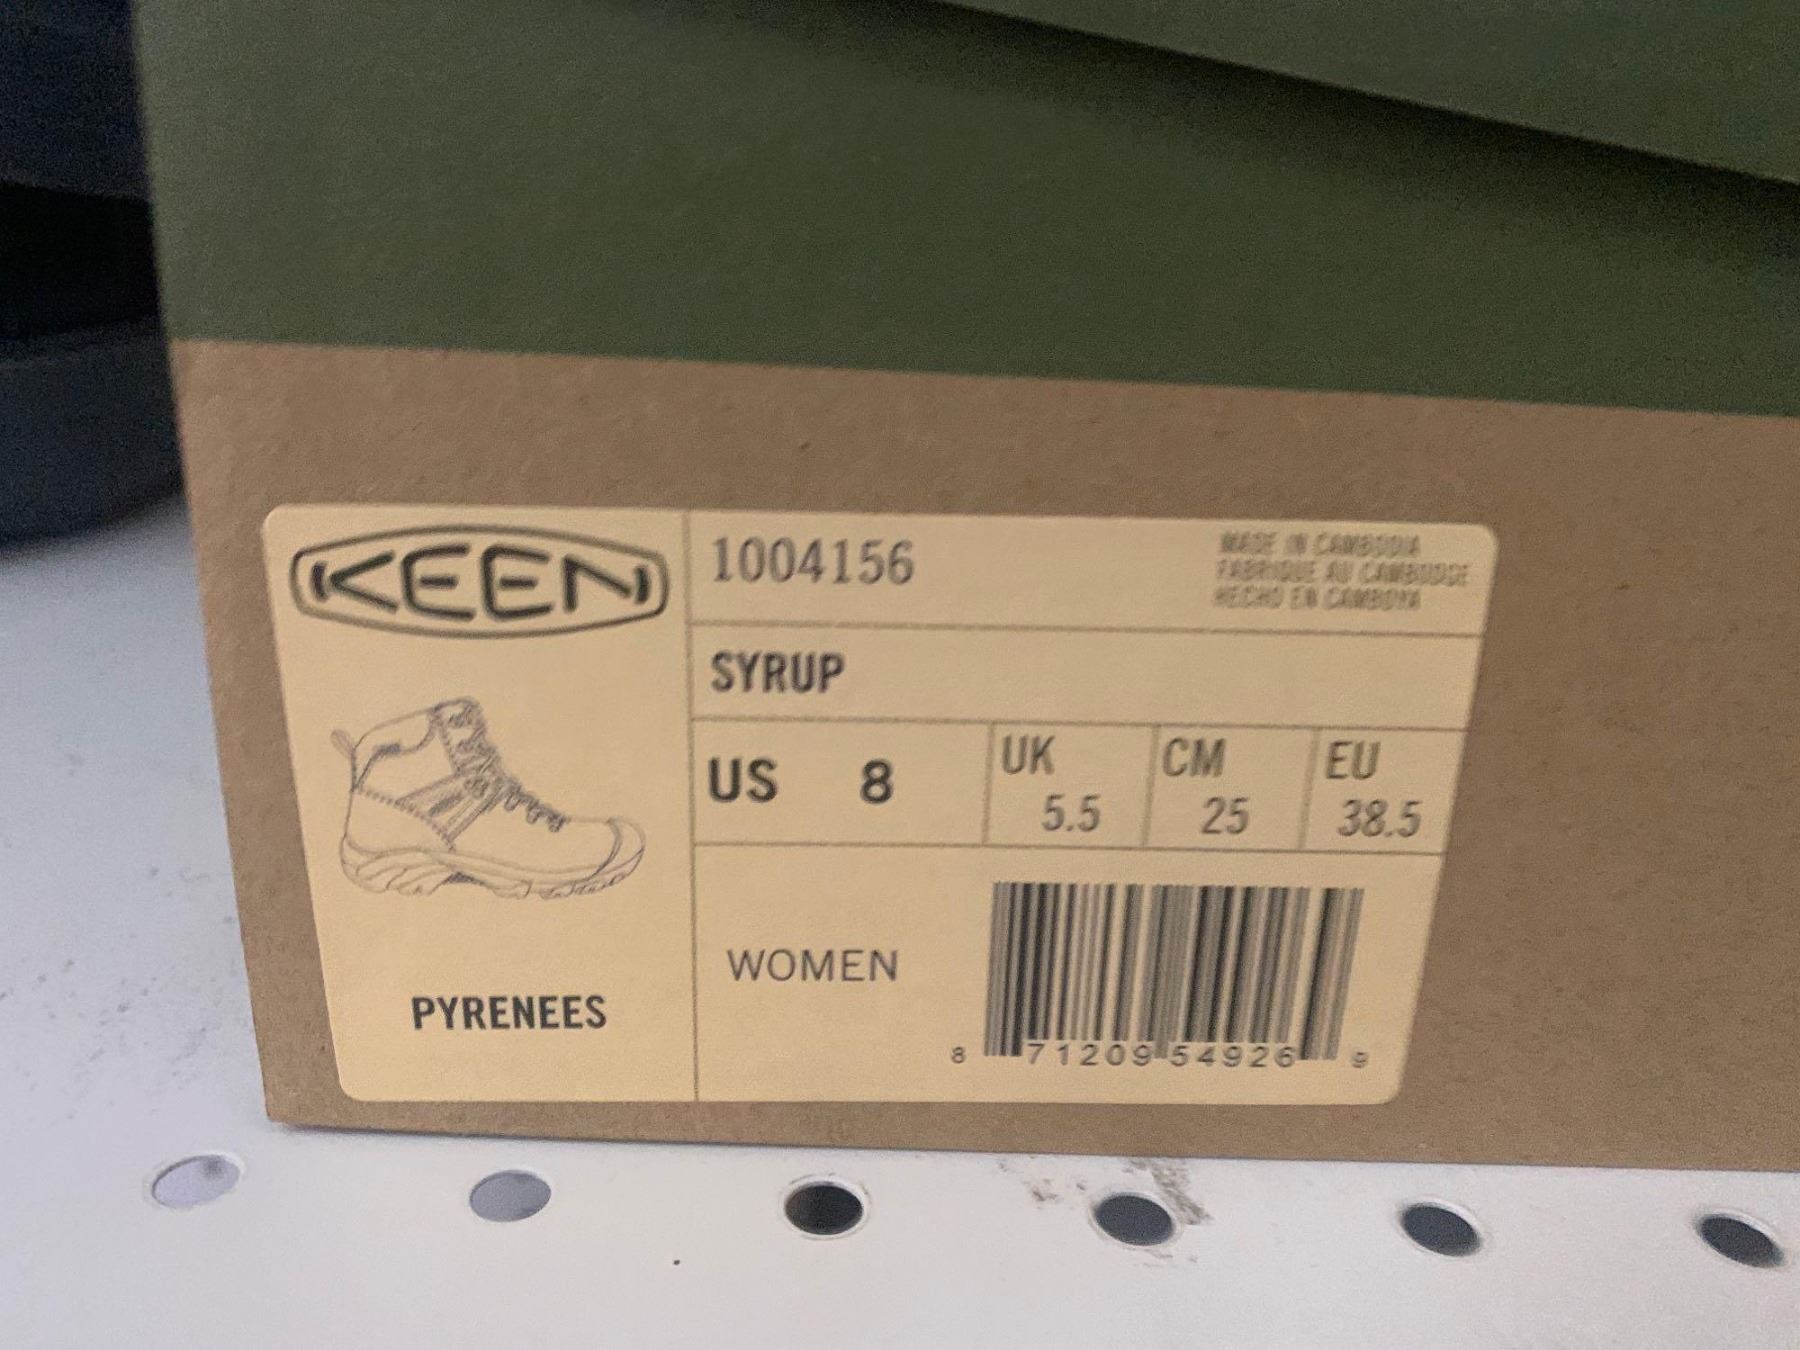 KEEN
PYRENEES
1004156
MADE IN CAMBODIA
FABRIQUE AU CAMBODGE
HECHO EN CAMBOYA
SYRUP
US 8
UK 5.5
CM 25
EU 38.5
WOMEN
8 71209 54926 9